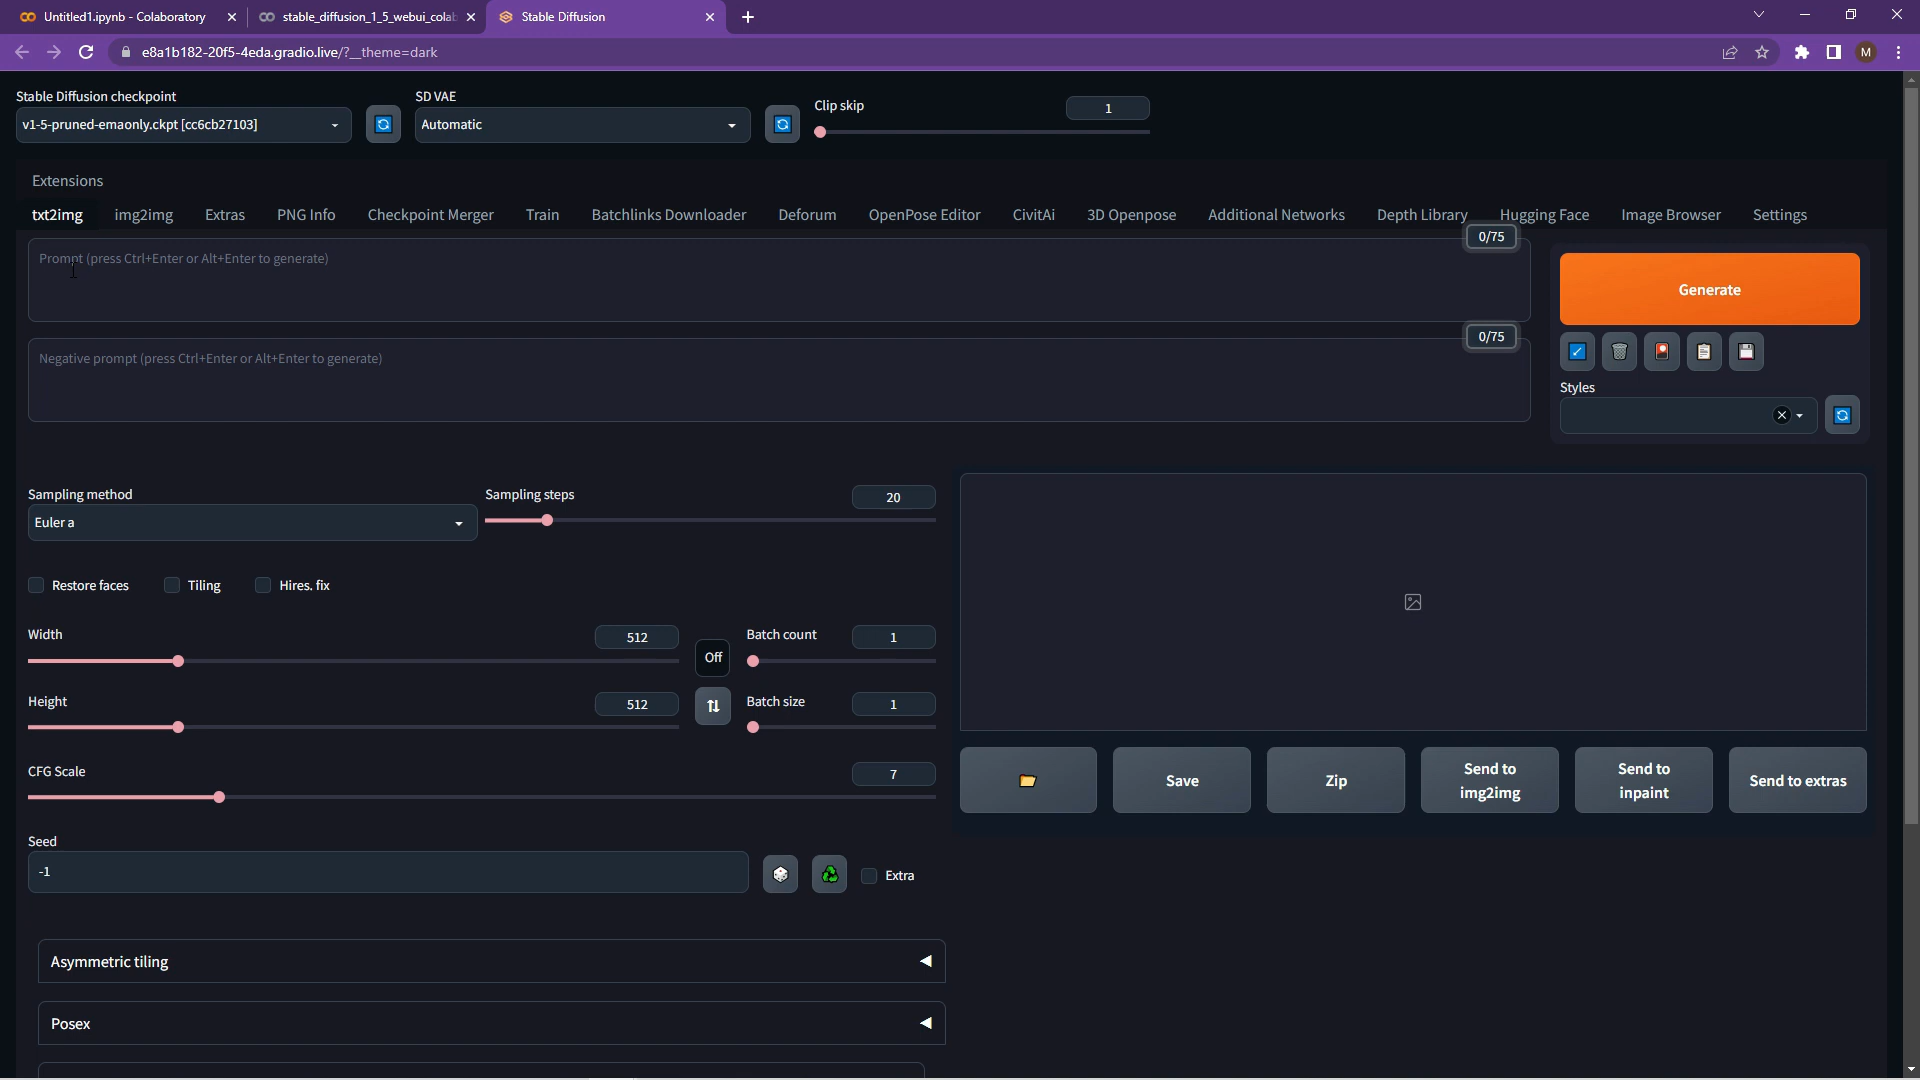 Untitled1.ipynb - Colaboratory
stable_diffusion_1_5_webui_colab
Stable Diffusion
e8a1b182-20f5-4eda.gradio.live/?__theme=dark
M
Stable Diffusion checkpoint
SD VAE
Clip skip
1
v1-5-pruned-emaonly.ckpt [cc6cb27103]
Automatic
Extensions
txt2img
img2img
Extras
PNG Info
Checkpoint Merger
Train
Batchlinks Downloader
Deforum
OpenPose Editor
CivitAi
3D Openpose
Additional Networks
Depth Library
Hugging Face
Image Browser
Settings
0/75
Prompt (press Ctrl+Enter or Alt+Enter to generate)
Generate
0/75
Negative prompt (press Ctrl+Enter or Alt+Enter to generate)
Styles
Sampling method
Sampling steps
20
Euler a
Restore faces
Tiling
Hires. fix
Width
512
Off
Batch count
1
Height
512
Batch size
1
CFG Scale
7
Save
Zip
Send to
img2img
Send to
inpaint
Send to extras
Seed
-1
Extra
Asymmetric tiling
Posex